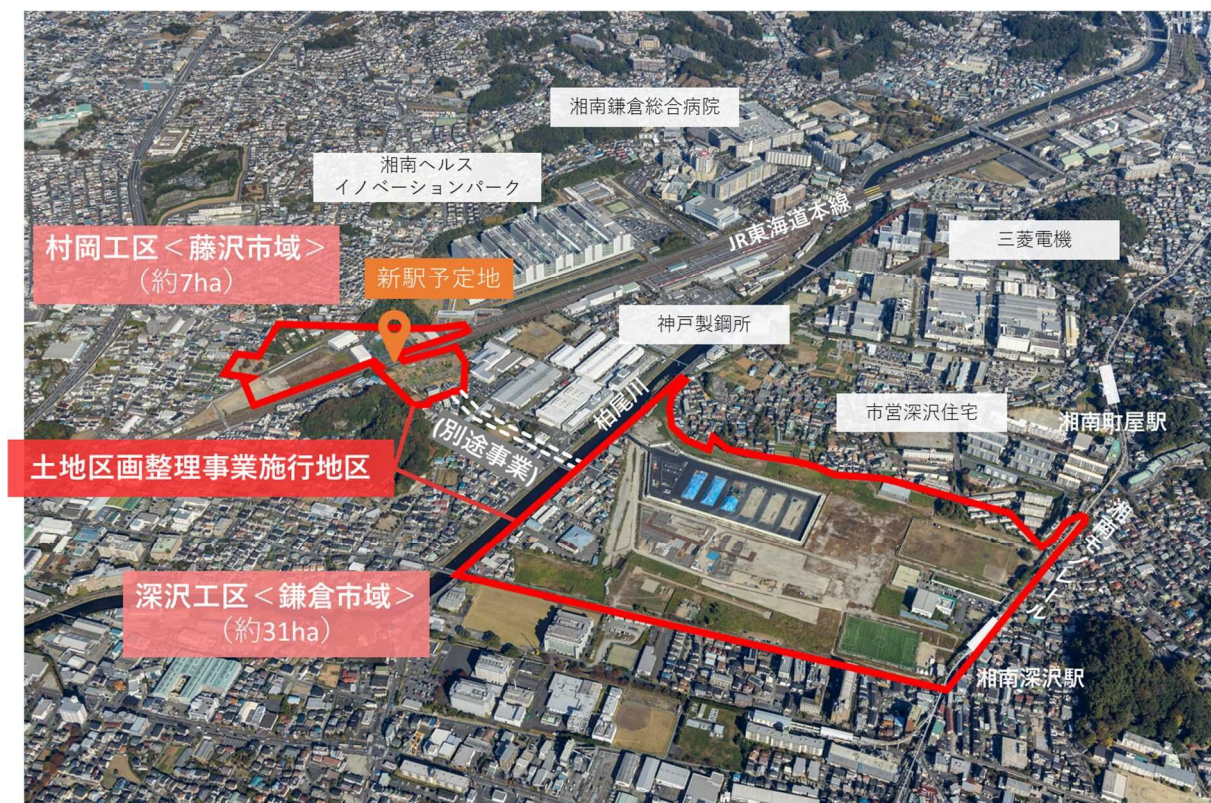 湘南鎌倉総合病院
湘南ヘルス
イノベーションパーク
JR東海道本線
三菱電機
村岡工区＜藤沢市域＞
（約7ha）
新駅予定地
神戸製鋼所
柏尾川
市営深沢住宅
湘南町屋駅
(別途事業)
土地区画整理事業施行地区
湘南モノレール
深沢工区＜鎌倉市域＞
（約31ha）
湘南深沢駅